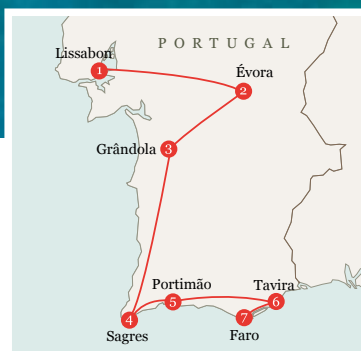 PORTUGAL
Lissabon
1
Évora
2
Grândola 3
Portimão
5
Tavira
6
4
Sagres
7
Faro